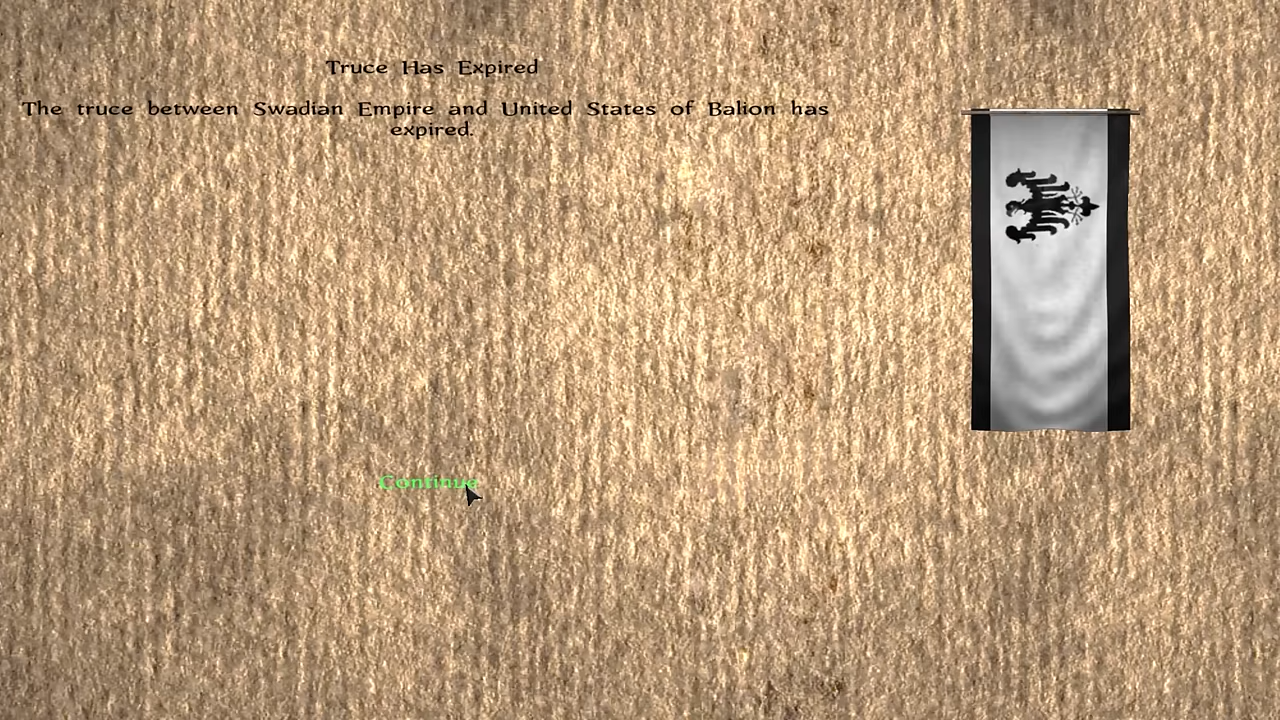 Truce Has Expired
The truce between Swadian Empire and United States of Balion has
expired.
Continue